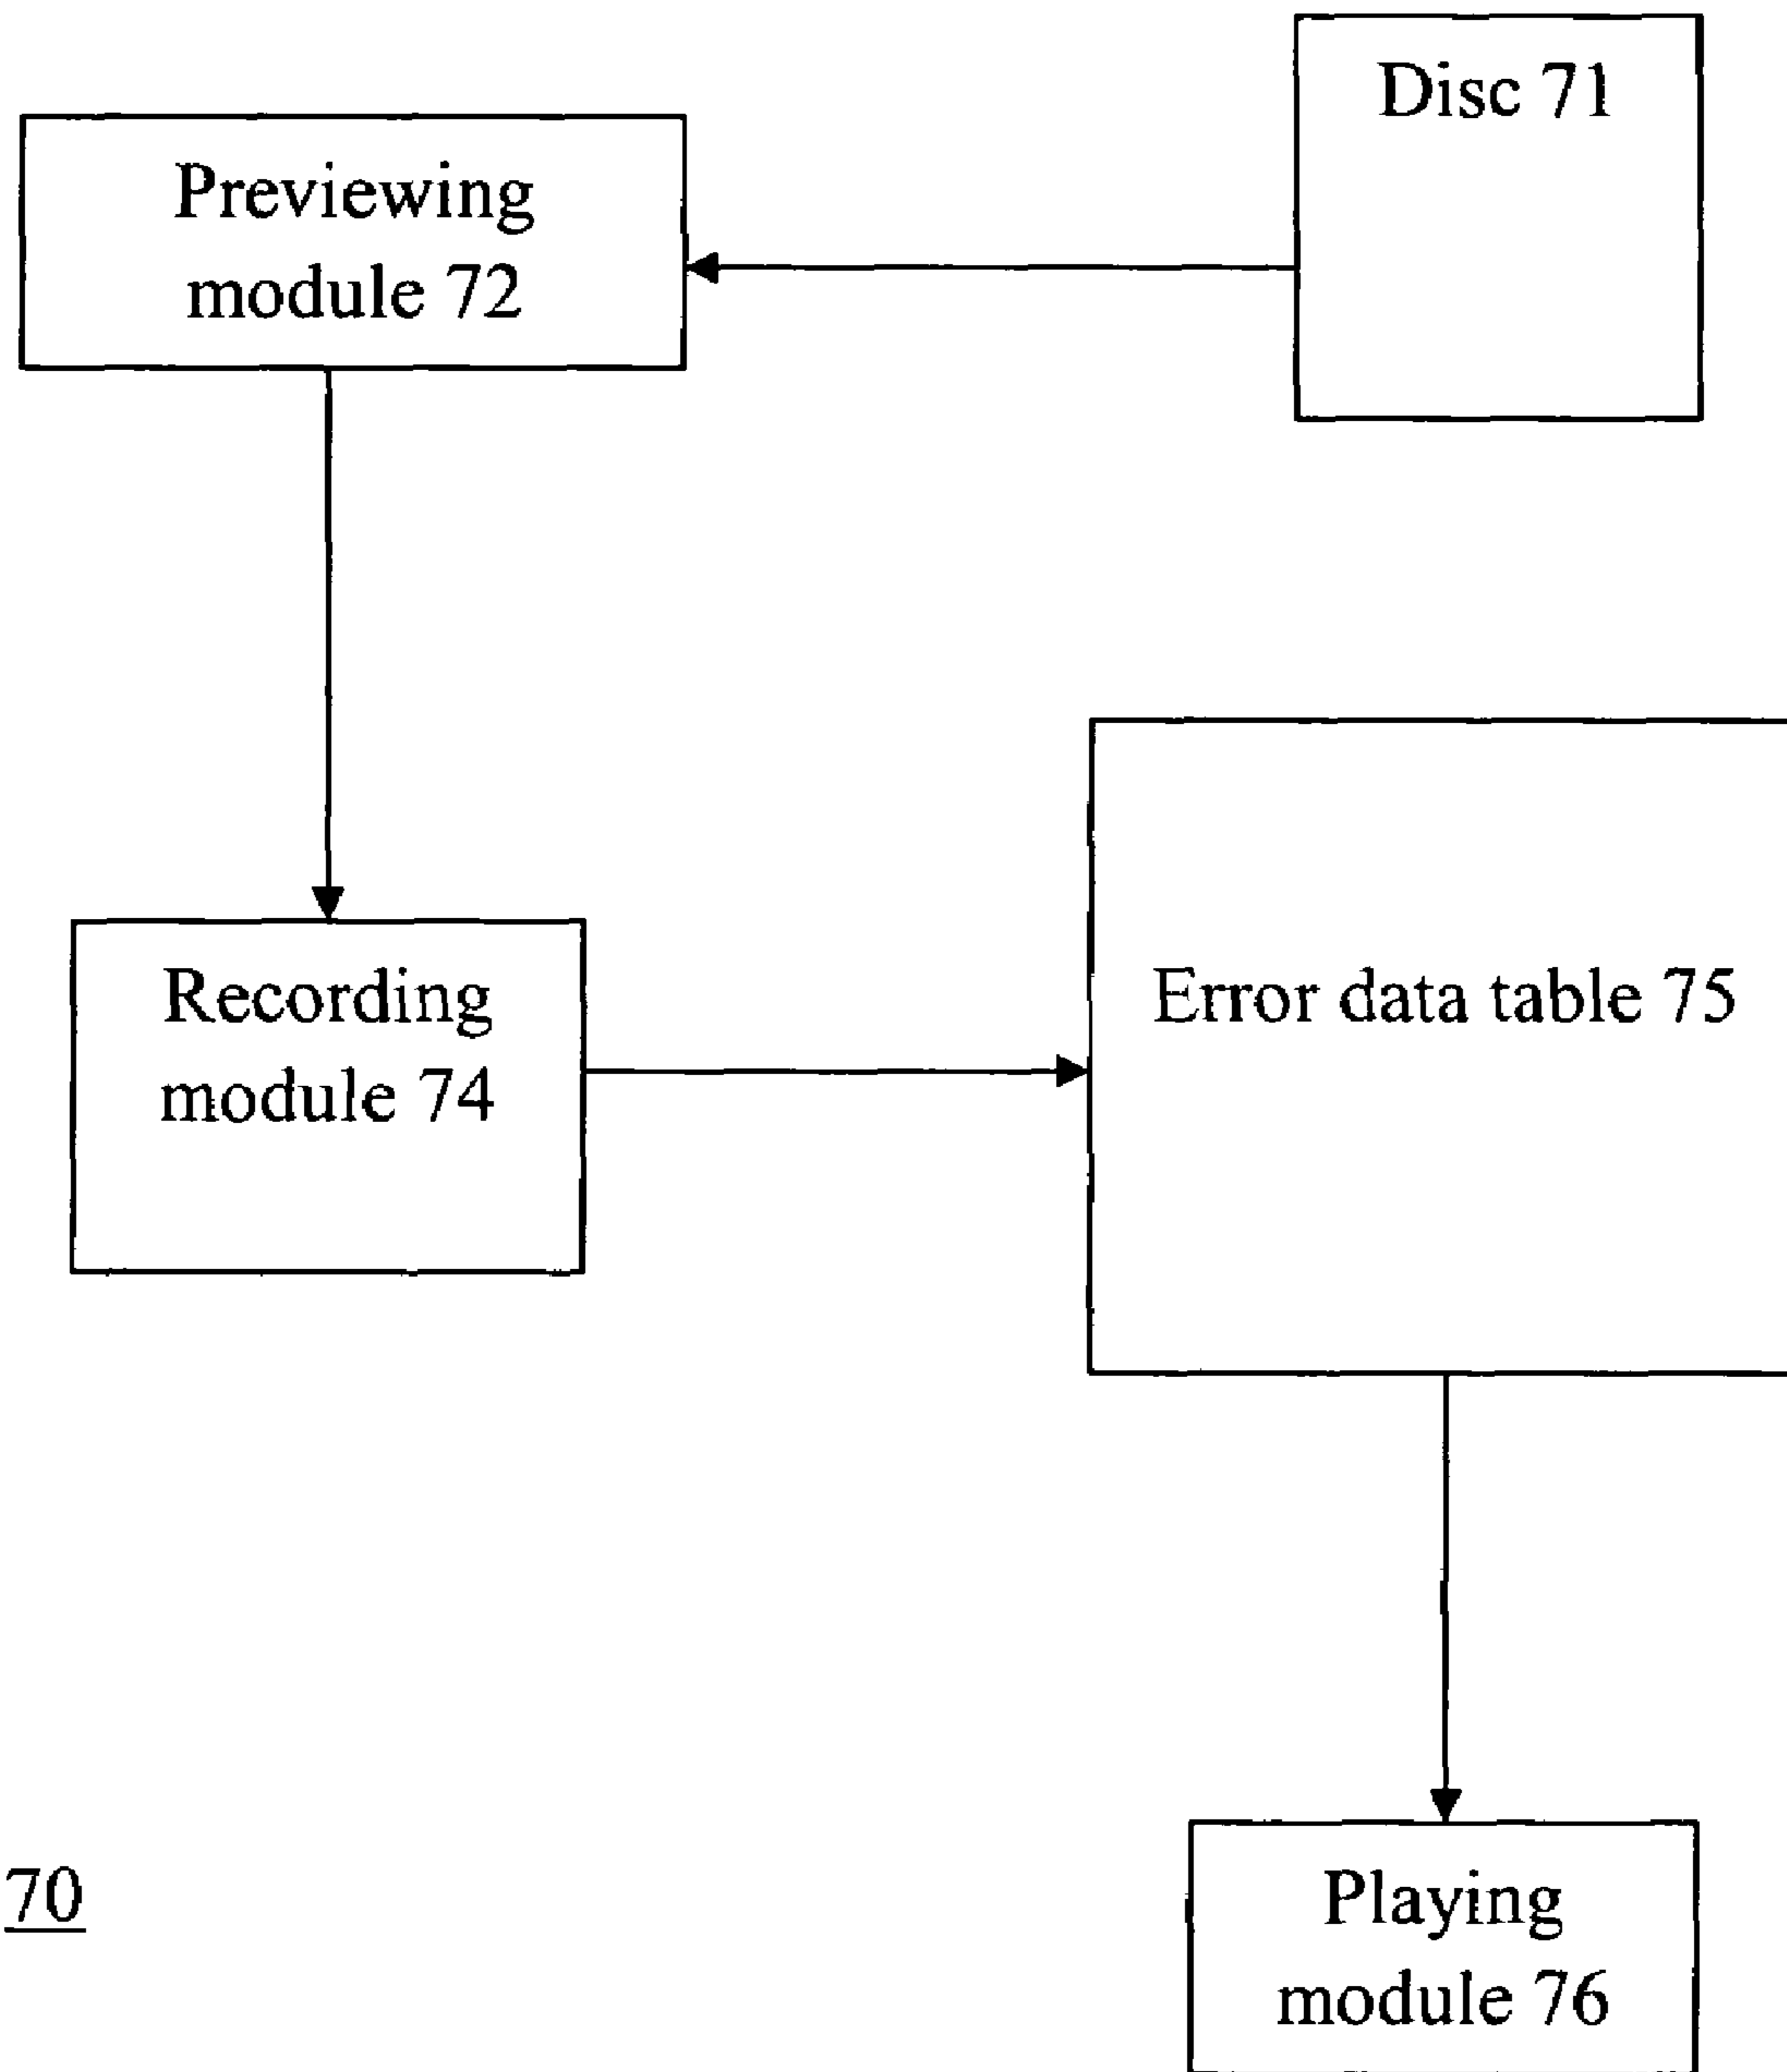 Disc 71
Previewing
module 72
Recording
module 74
Error data table 75
70
Playing
module 76